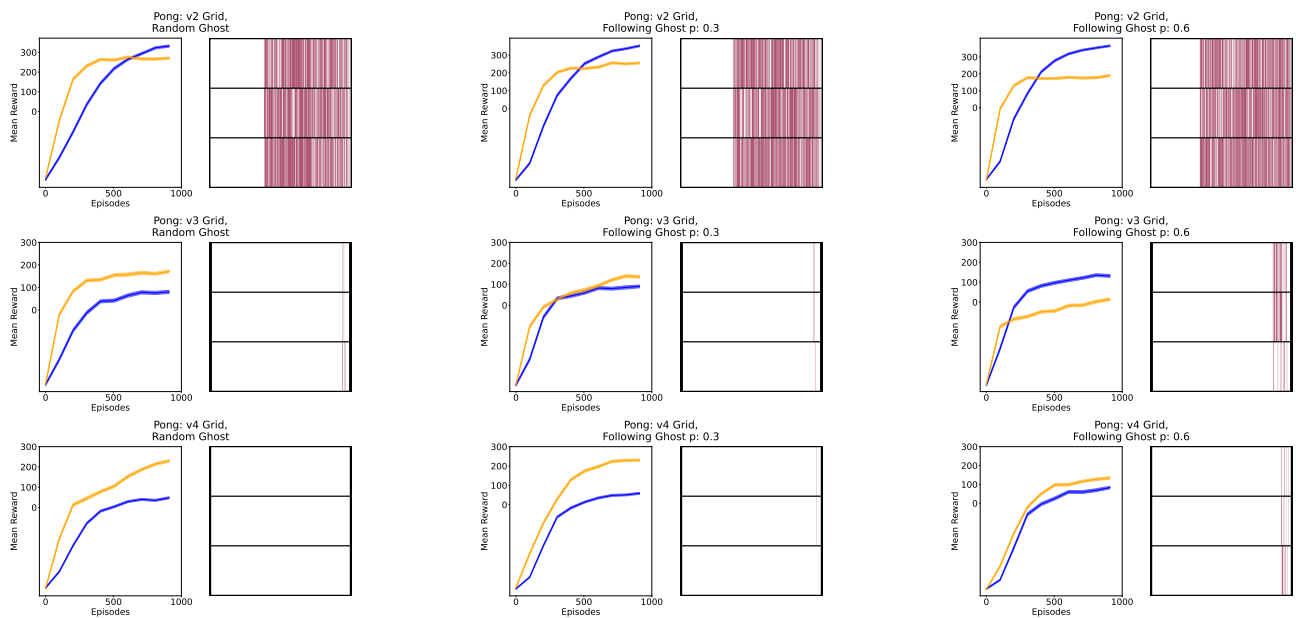 Pong: v2 Grid,
Random Ghost
300
200
100
0
Mean Reward
0
500
1000
Episodes
Pong: v2 Grid,
Following Ghost p: 0.3
300
200
100
0
Mean Reward
0
500
1000
Episodes
Pong: v2 Grid,
Following Ghost p: 0.6
300
200
100
0
Mean Reward
0
500
1000
Episodes
Pong: v3 Grid,
Random Ghost
300
200
100
0
Mean Reward
0
500
1000
Episodes
Pong: v3 Grid,
Following Ghost p: 0.3
300
200
100
0
Mean Reward
0
500
1000
Episodes
Pong: v3 Grid,
Following Ghost p: 0.6
300
200
100
0
Mean Reward
0
500
1000
Episodes
Pong: v4 Grid,
Random Ghost
300
200
100
0
Mean Reward
0
500
1000
Episodes
Pong: v4 Grid,
Following Ghost p: 0.3
300
200
100
0
Mean Reward
0
500
1000
Episodes
Pong: v4 Grid,
Following Ghost p: 0.6
300
200
100
0
Mean Reward
0
500
1000
Episodes